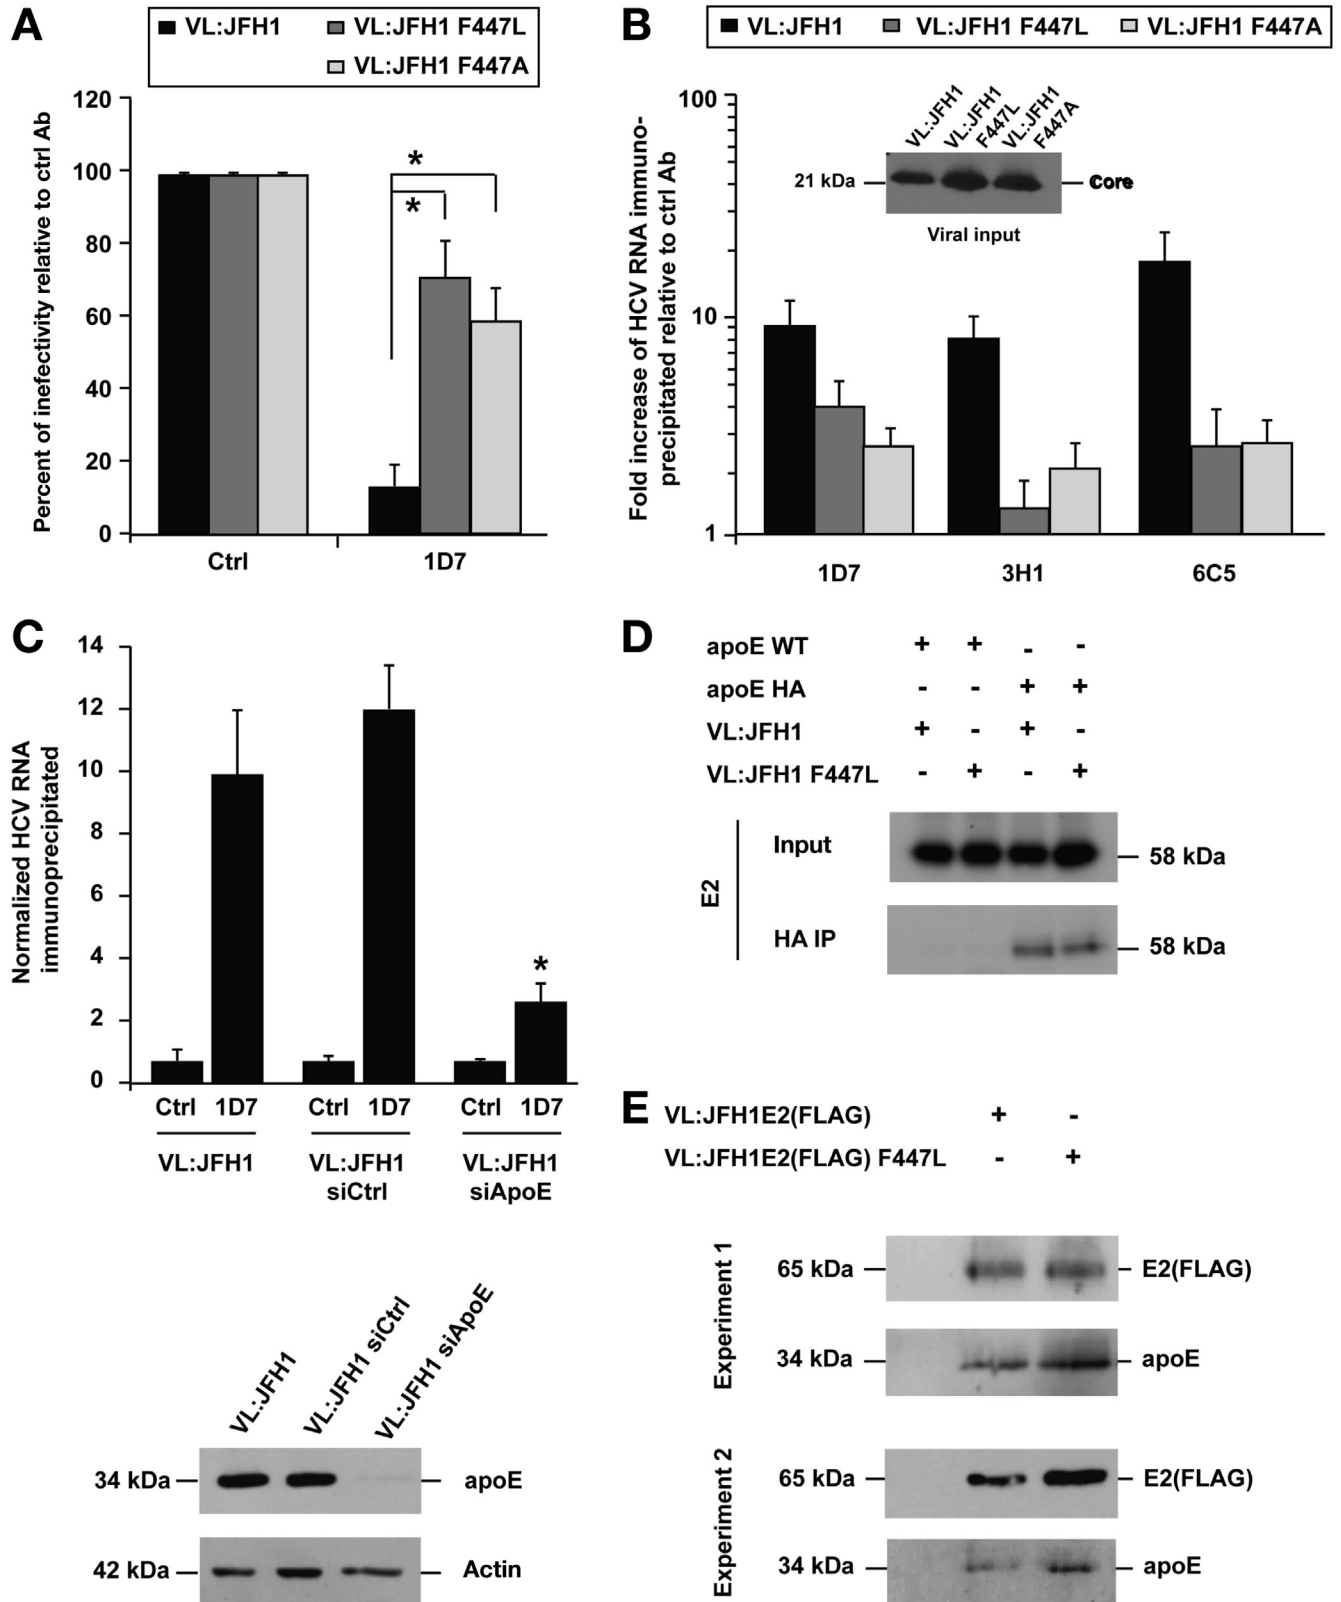 A
VL:JFH1
VL:JFH1 F447L
VL:JFH1 F447A
Percent of inefectivity relative to ctrl Ab
120
100
80
60
40
20
0
*
*
Ctrl
1D7
B
VL:JFH1
VL:JFH1 F447L
VL:JFH1 F447A
Fold increase of HCV RNA immuno-
precipitated relative to ctrl Ab
100
10
1
VL:JFH1
VL:JFH1
F447L
VL:JFH1
F447A
21 kDa
Core
Viral input
1D7
3H1
6C5
C
Normalized HCV RNA
immunoprecipitated
14
12
10
8
6
4
2
0
*
Ctrl 1D7 Ctrl 1D7 Ctrl 1D7
VL:JFH1
VL:JFH1
siCtrl
VL:JFH1
siApoE
VL:JFH1
VL:JFH1 siCtrl
VL:JFH1 siApoE
34 kDa
apoE
42 kDa
Actin
D
apoE WT + + - -
apoE HA - - + +
VL:JFH1 + - + -
VL:JFH1 F447L - + - +
E2
Input
58 kDa
HA IP
58 kDa
E
VL:JFH1E2(FLAG) + -
VL:JFH1E2(FLAG) F447L - +
Experiment 1
65 kDa
E2(FLAG)
34 kDa
apoE
Experiment 2
65 kDa
E2(FLAG)
34 kDa
apoE